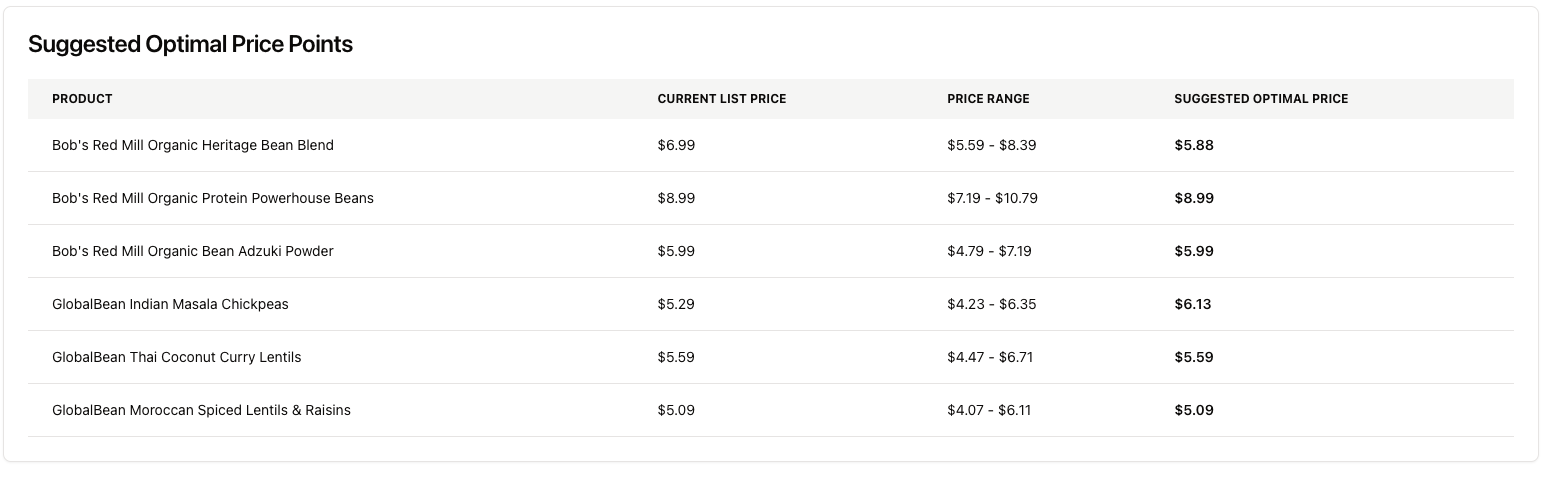 Suggested Optimal Price Points
PRODUCT CURRENT LIST PRICE PRICE RANGE SUGGESTED OPTIMAL PRICE
Bob's Red Mill Organic Heritage Bean Blend $6.99 $5.59 - $8.39 $5.88
Bob's Red Mill Organic Protein Powerhouse Beans $8.99 $7.19 - $10.79 $8.99
Bob's Red Mill Organic Bean Adzuki Powder $5.99 $4.79 - $7.19 $5.99
GlobalBean Indian Masala Chickpeas $5.29 $4.23 - $6.35 $6.13
GlobalBean Thai Coconut Curry Lentils $5.59 $4.47 - $6.71 $5.59
GlobalBean Moroccan Spiced Lentils & Raisins $5.09 $4.07 - $6.11 $5.09